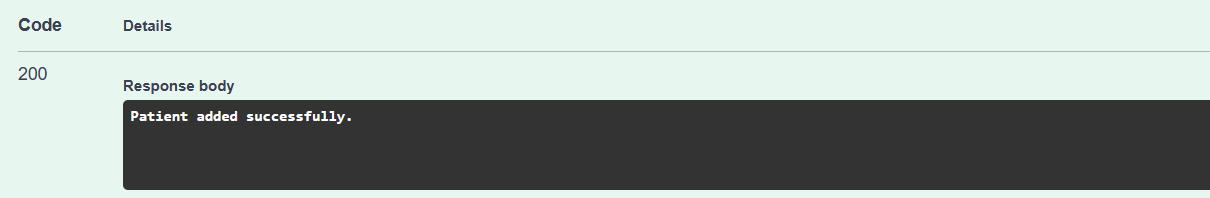 Code Details
200
Response body
Patient added successfully.